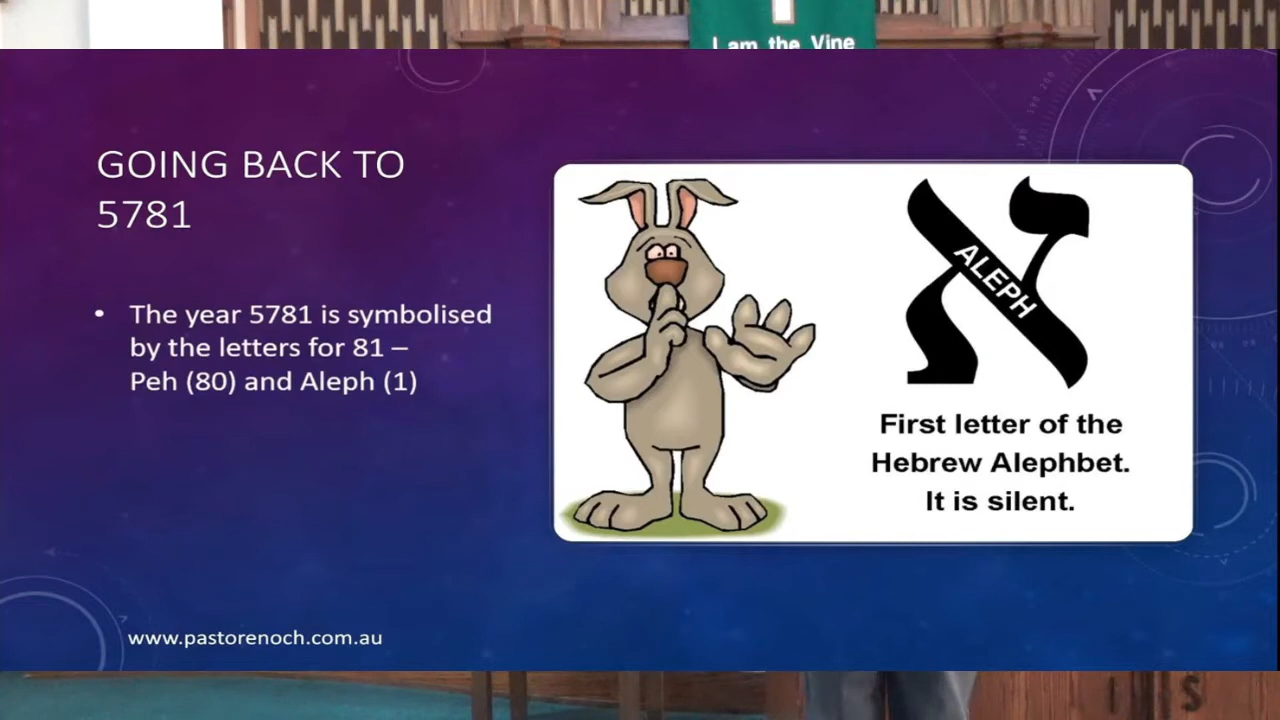 I am the Vine
GOING BACK TO
5781
• The year 5781 is symbolised
by the letters for 81 –
Peh (80) and Aleph (1)
א
ALEPH
First letter of the
Hebrew Alephbet.
It is silent.
www.pastorenoch.com.au